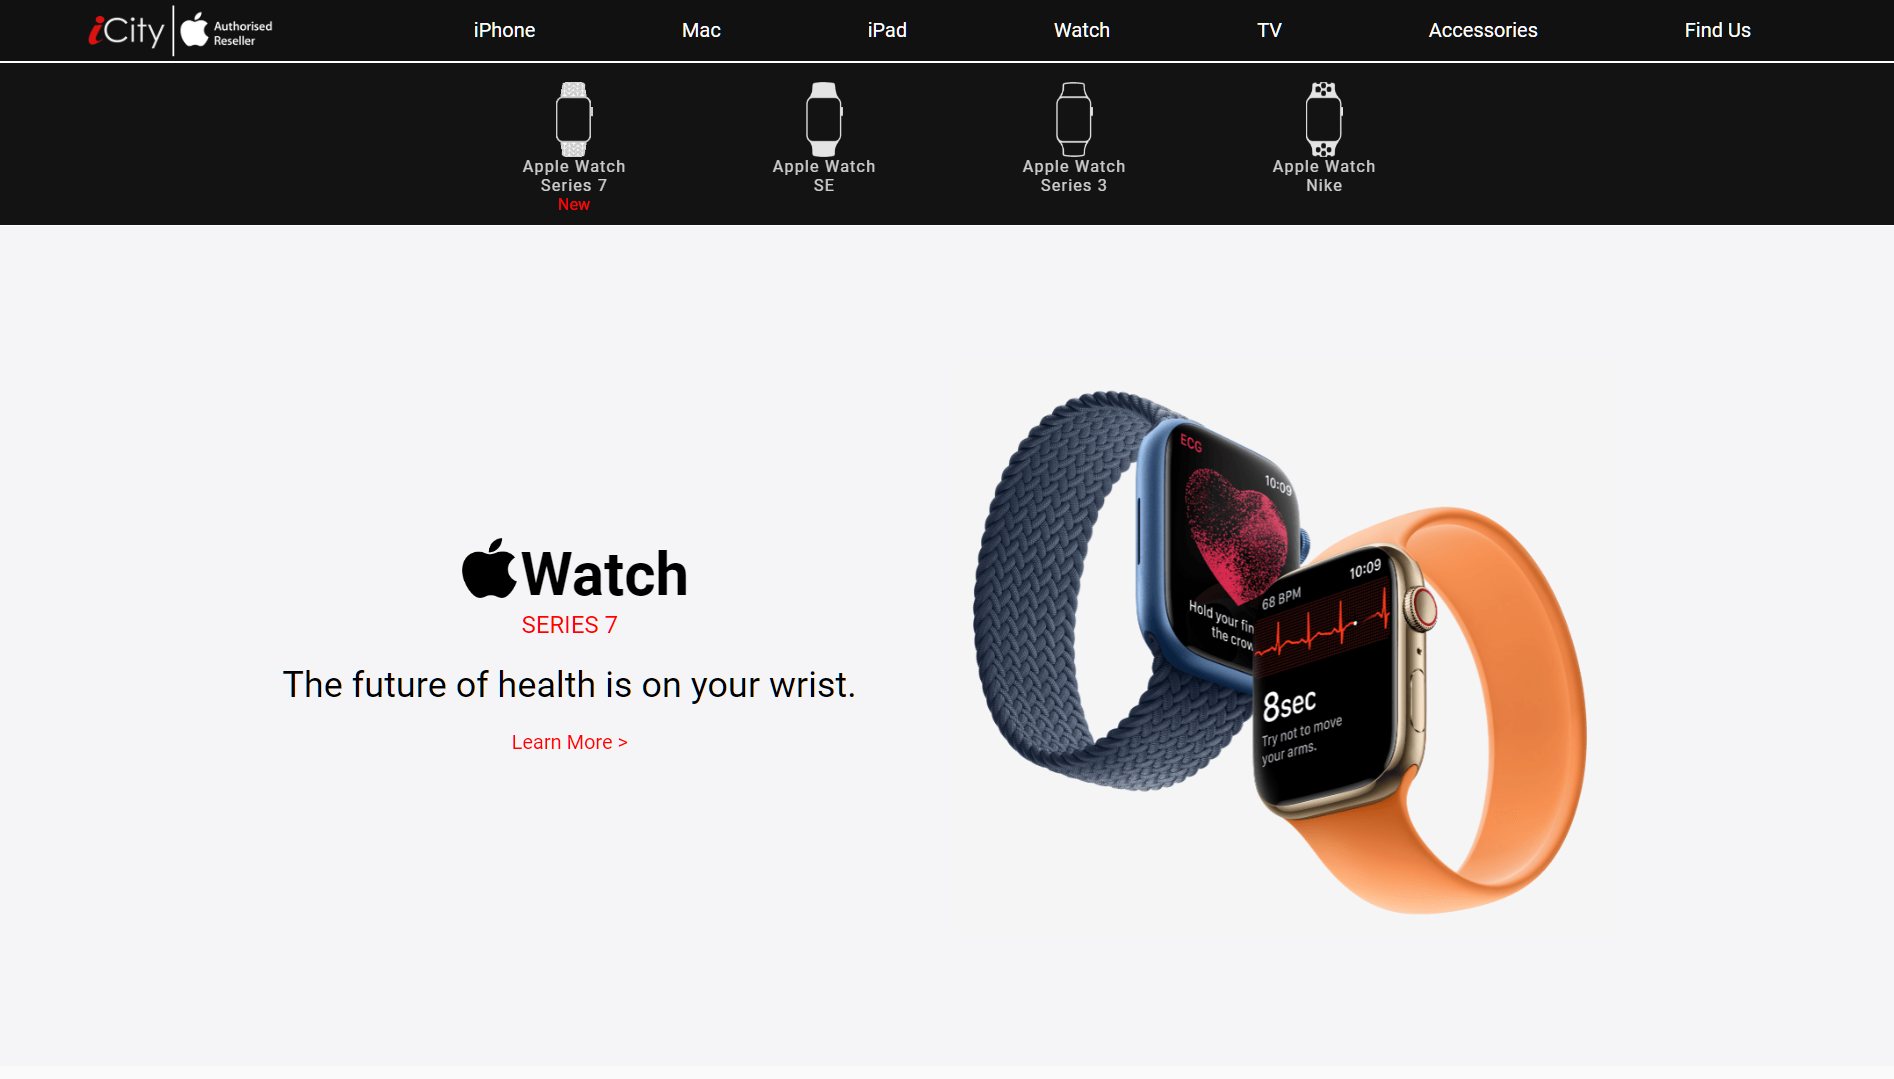 iCity
Authorised
Reseller
iPhone
Mac
iPad
Watch
TV
Accessories
Find Us
Apple Watch
Series 7
New
Apple Watch
SE
Apple Watch
Series 3
Apple Watch
Nike
Watch
SERIES 7
The future of health is on your wrist.
Learn More >
ECG
10:09
Hold your fin
the crow
10:09
68 BPM
8sec
Try not to move
your arms.